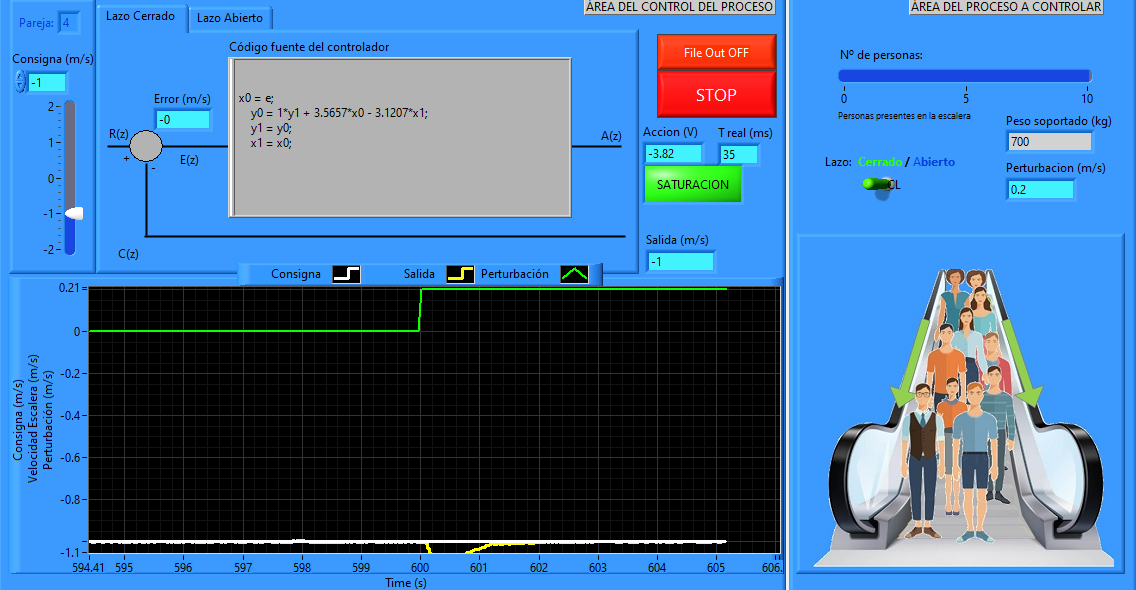 Pareja: 4
Consigna (m/s)
-1
2
1
0
-1
-2
Lazo Cerrado
Lazo Abierto
Código fuente del controlador
x0 = e;
y0 = 1*y1 + 3.5657*x0 - 3.1207*x1;
y1 = y0;
x1 = x0;
Error (m/s)
-0
R(z)
+
-
E(z)
A(z)
C(z)
ÁREA DEL CONTROL DEL PROCESO
File Out OFF
STOP
Accion (V)
-3.82
T real (ms)
35
SATURACION
Salida (m/s)
-1
Consigna
Salida
Perturbación
Consigna (m/s)
Velocidad Escalera (m/s)
Perturbación (m/s)
0.21
0
-0.2
-0.4
-0.6
-0.8
-1.1
594.41 595 596 597 598 599 600 601 602 603 604 605 606.
Time (s)
ÁREA DEL PROCESO A CONTROLAR
Nº de personas:
0 5 10
Personas presentes en la escalera
Peso soportado (kg)
700
Lazo: Cerrado / Abierto
CL
Perturbacion (m/s)
0.2